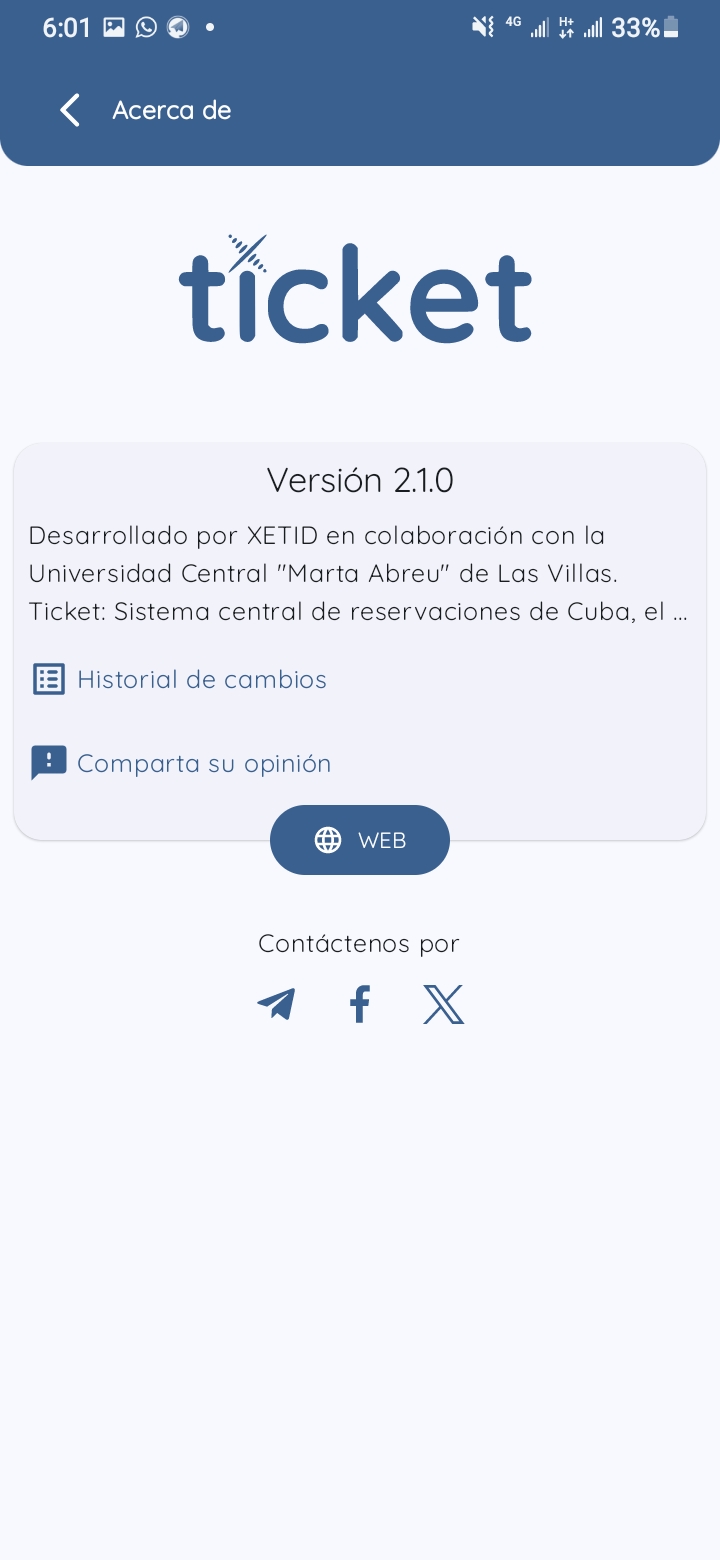 6:01
4G
H+
33%
Acerca de
ticket
Versión 2.1.0
Desarrollado por XETID en colaboración con la
Universidad Central "Marta Abreu" de Las Villas.
Ticket: Sistema central de reservaciones de Cuba, el ...
Historial de cambios
Comparta su opinión
WEB
Contáctenos por